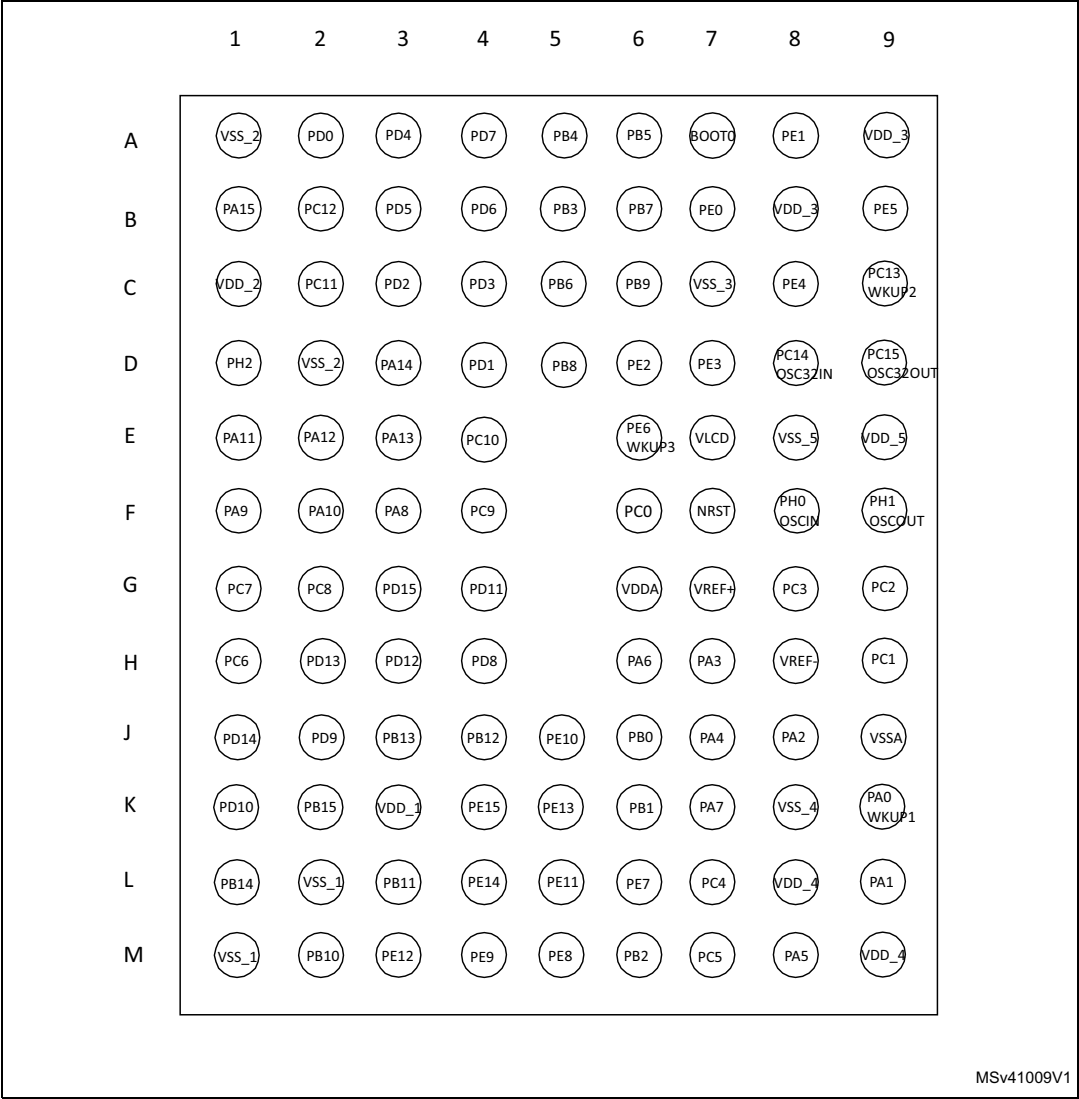 1 2 3 4 5 6 7 8 9
A VSS_2 PD0 PD4 PD7 PB4 PB5 BOOT0 PE1 VDD_3
B PA15 PC12 PD5 PD6 PB3 PB7 PE0 VDD_3 PE5
C VDD_2 PC11 PD2 PD3 PB6 PB9 VSS_3 PE4 PC13
WKUP2
D PH2 VSS_2 PA14 PD1 PB8 PE2 PE3 PC14 PC15
OSC32IN OSC32OUT
E PA11 PA12 PA13 PC10 PE6 VLCD VSS_5 VDD_5
WKUP3
F PA9 PA10 PA8 PC9 PC0 NRST PH0 PH1
OSCIN OSCOUT
G PC7 PC8 PD15 PD11 VDDA VREF+ PC3 PC2
H PC6 PD13 PD12 PD8 PA6 PA3 VREF- PC1
J PD14 PD9 PB13 PB12 PE10 PB0 PA4 PA2 VSSA
K PD10 PB15 VDD_1 PE15 PE13 PB1 PA7 VSS_4 PA0
WKUP1
L PB14 VSS_1 PB11 PE14 PE11 PE7 PC4 VDD_4 PA1
M VSS_1 PB10 PE12 PE9 PE8 PB2 PC5 PA5 VDD_4
MSv41009V1